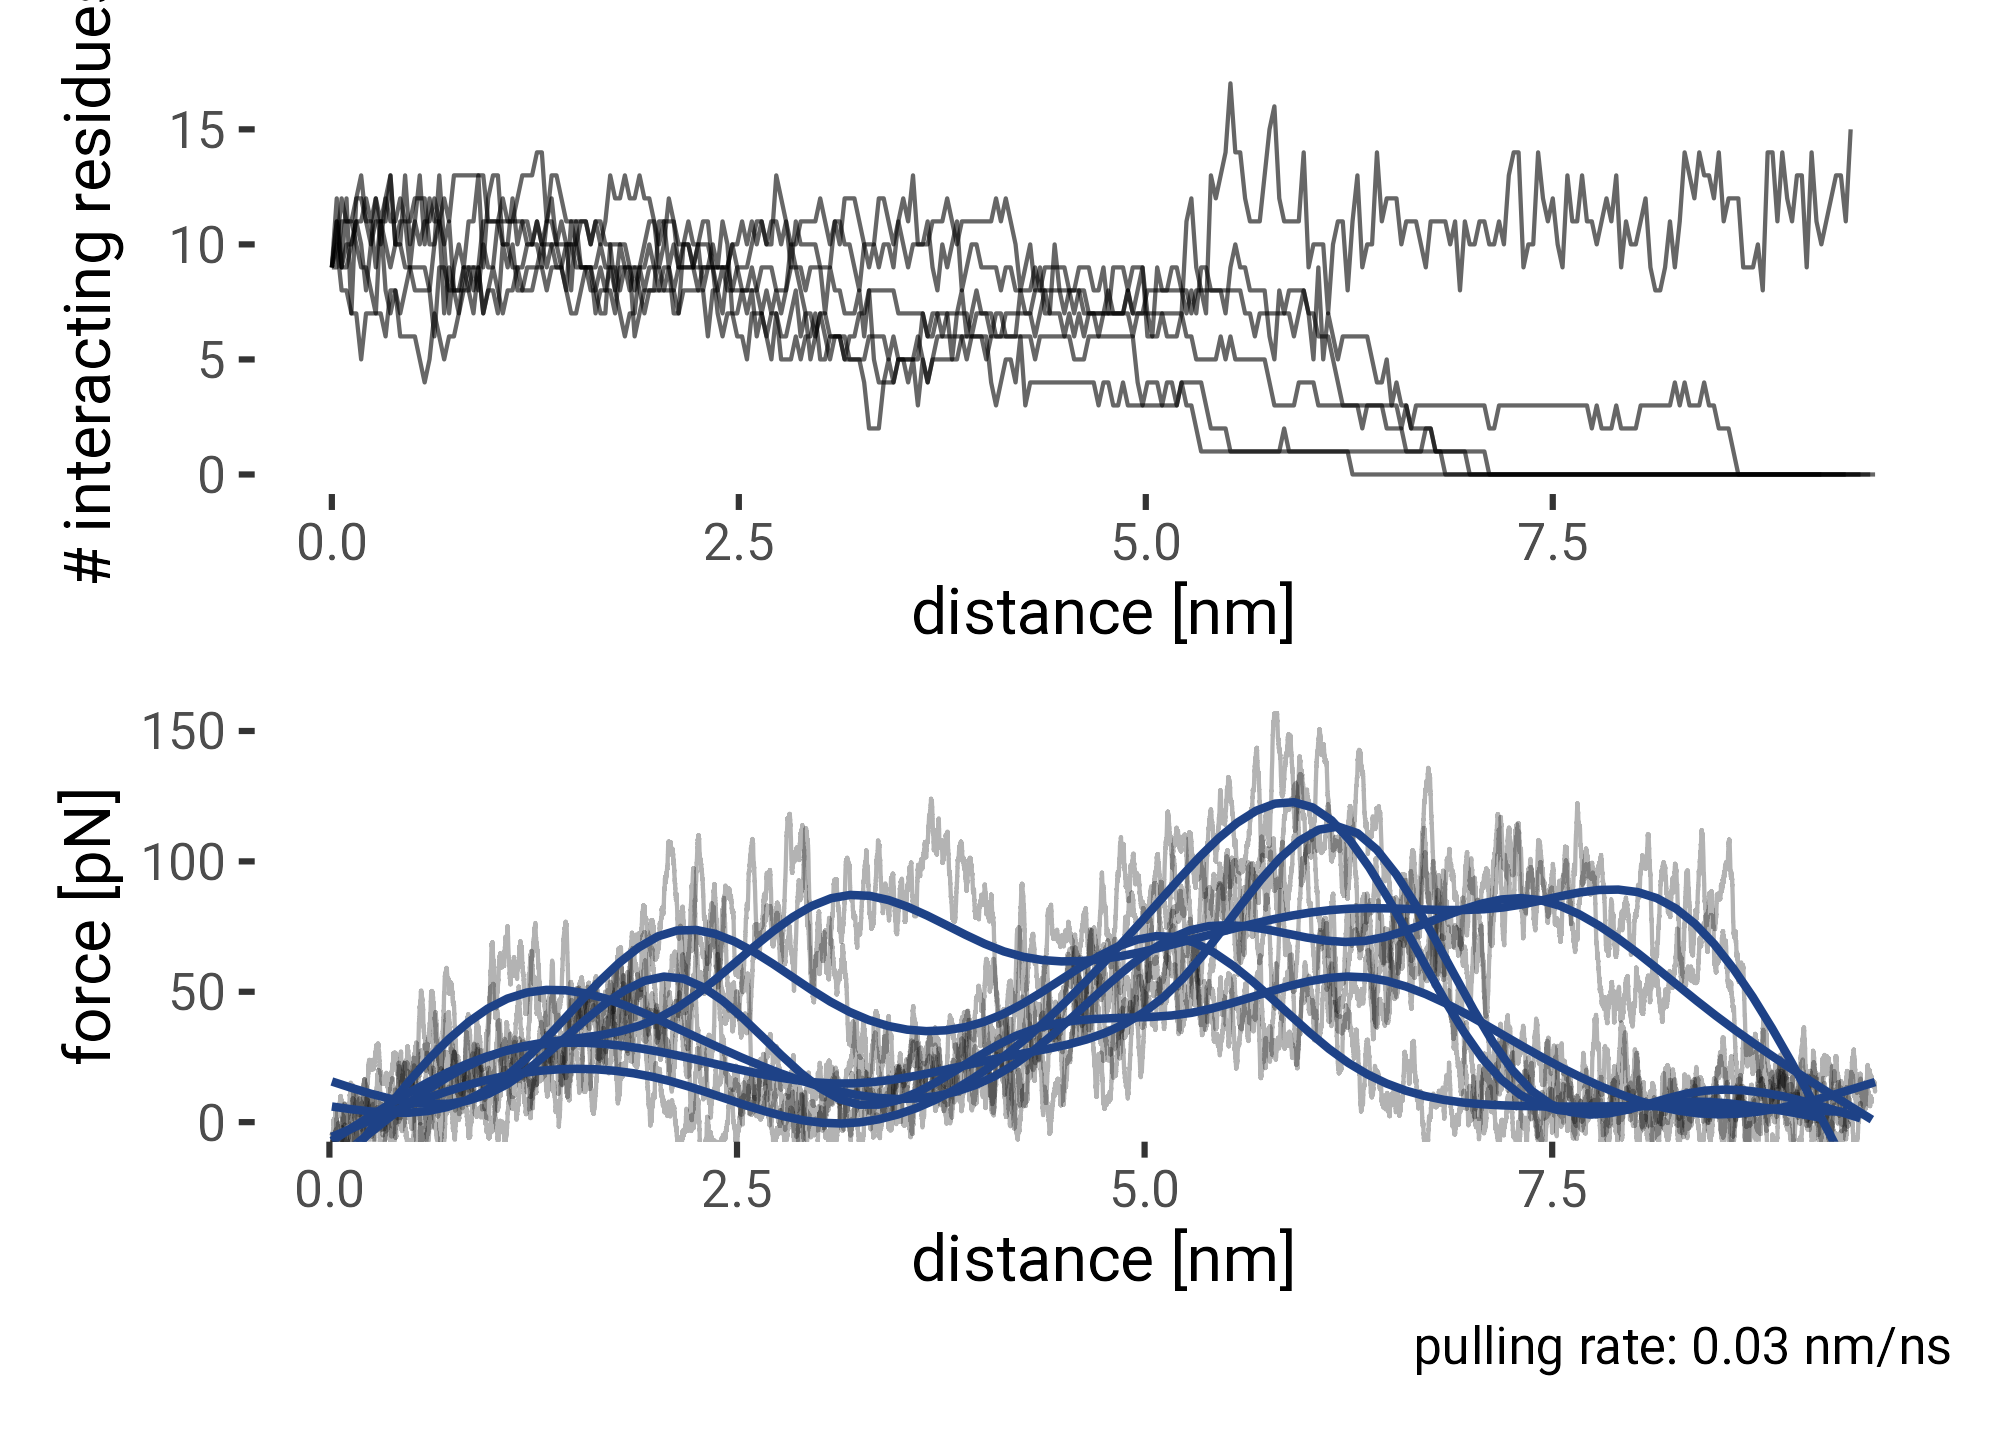 # interacting residues
15
10
5
0
0.0 2.5 5.0 7.5
distance [nm]
force [pN]
150
100
50
0
0.0 2.5 5.0 7.5
distance [nm]
pulling rate: 0.03 nm/ns